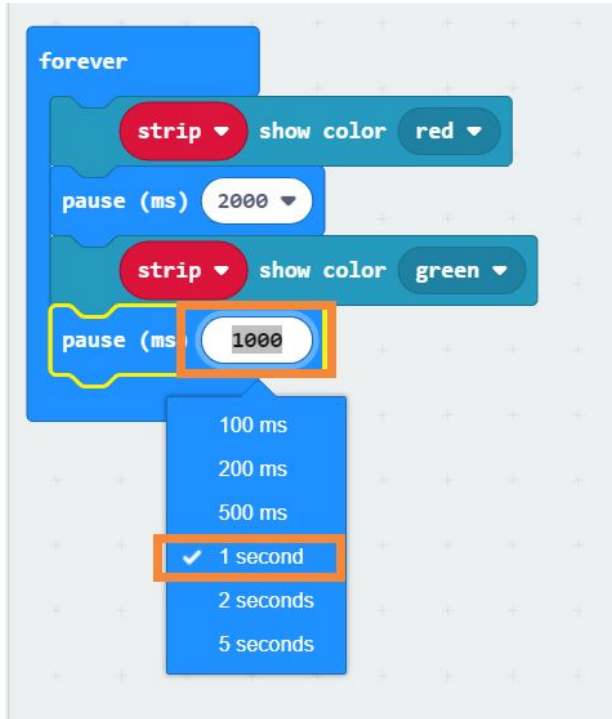 forever
strip show color red
pause (ms) 2000
strip show color green
pause (ms) 1000
100 ms
200 ms
500 ms
1 second
2 seconds
5 seconds